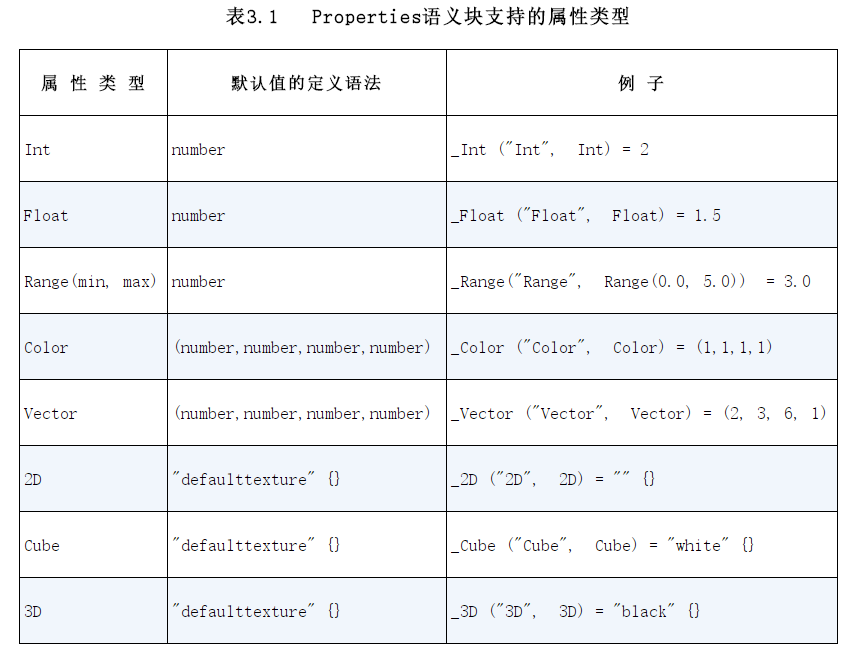 表3.1 Properties语义块支持的属性类型
属 性 类 型 默认值的定义语法 例 子
Int number _Int ("Int", Int) = 2
Float number _Float ("Float", Float) = 1.5
Range(min, max) number _Range("Range", Range(0.0, 5.0)) = 3.0
Color (number,number,number,number) _Color ("Color", Color) = (1,1,1,1)
Vector (number,number,number,number) _Vector ("Vector", Vector) = (2, 3, 6, 1)
2D "defaulttexture" {} _2D ("2D", 2D) = "" {}
Cube "defaulttexture" {} _Cube ("Cube", Cube) = "white" {}
3D "defaulttexture" {} _3D ("3D", 3D) = "black" {}